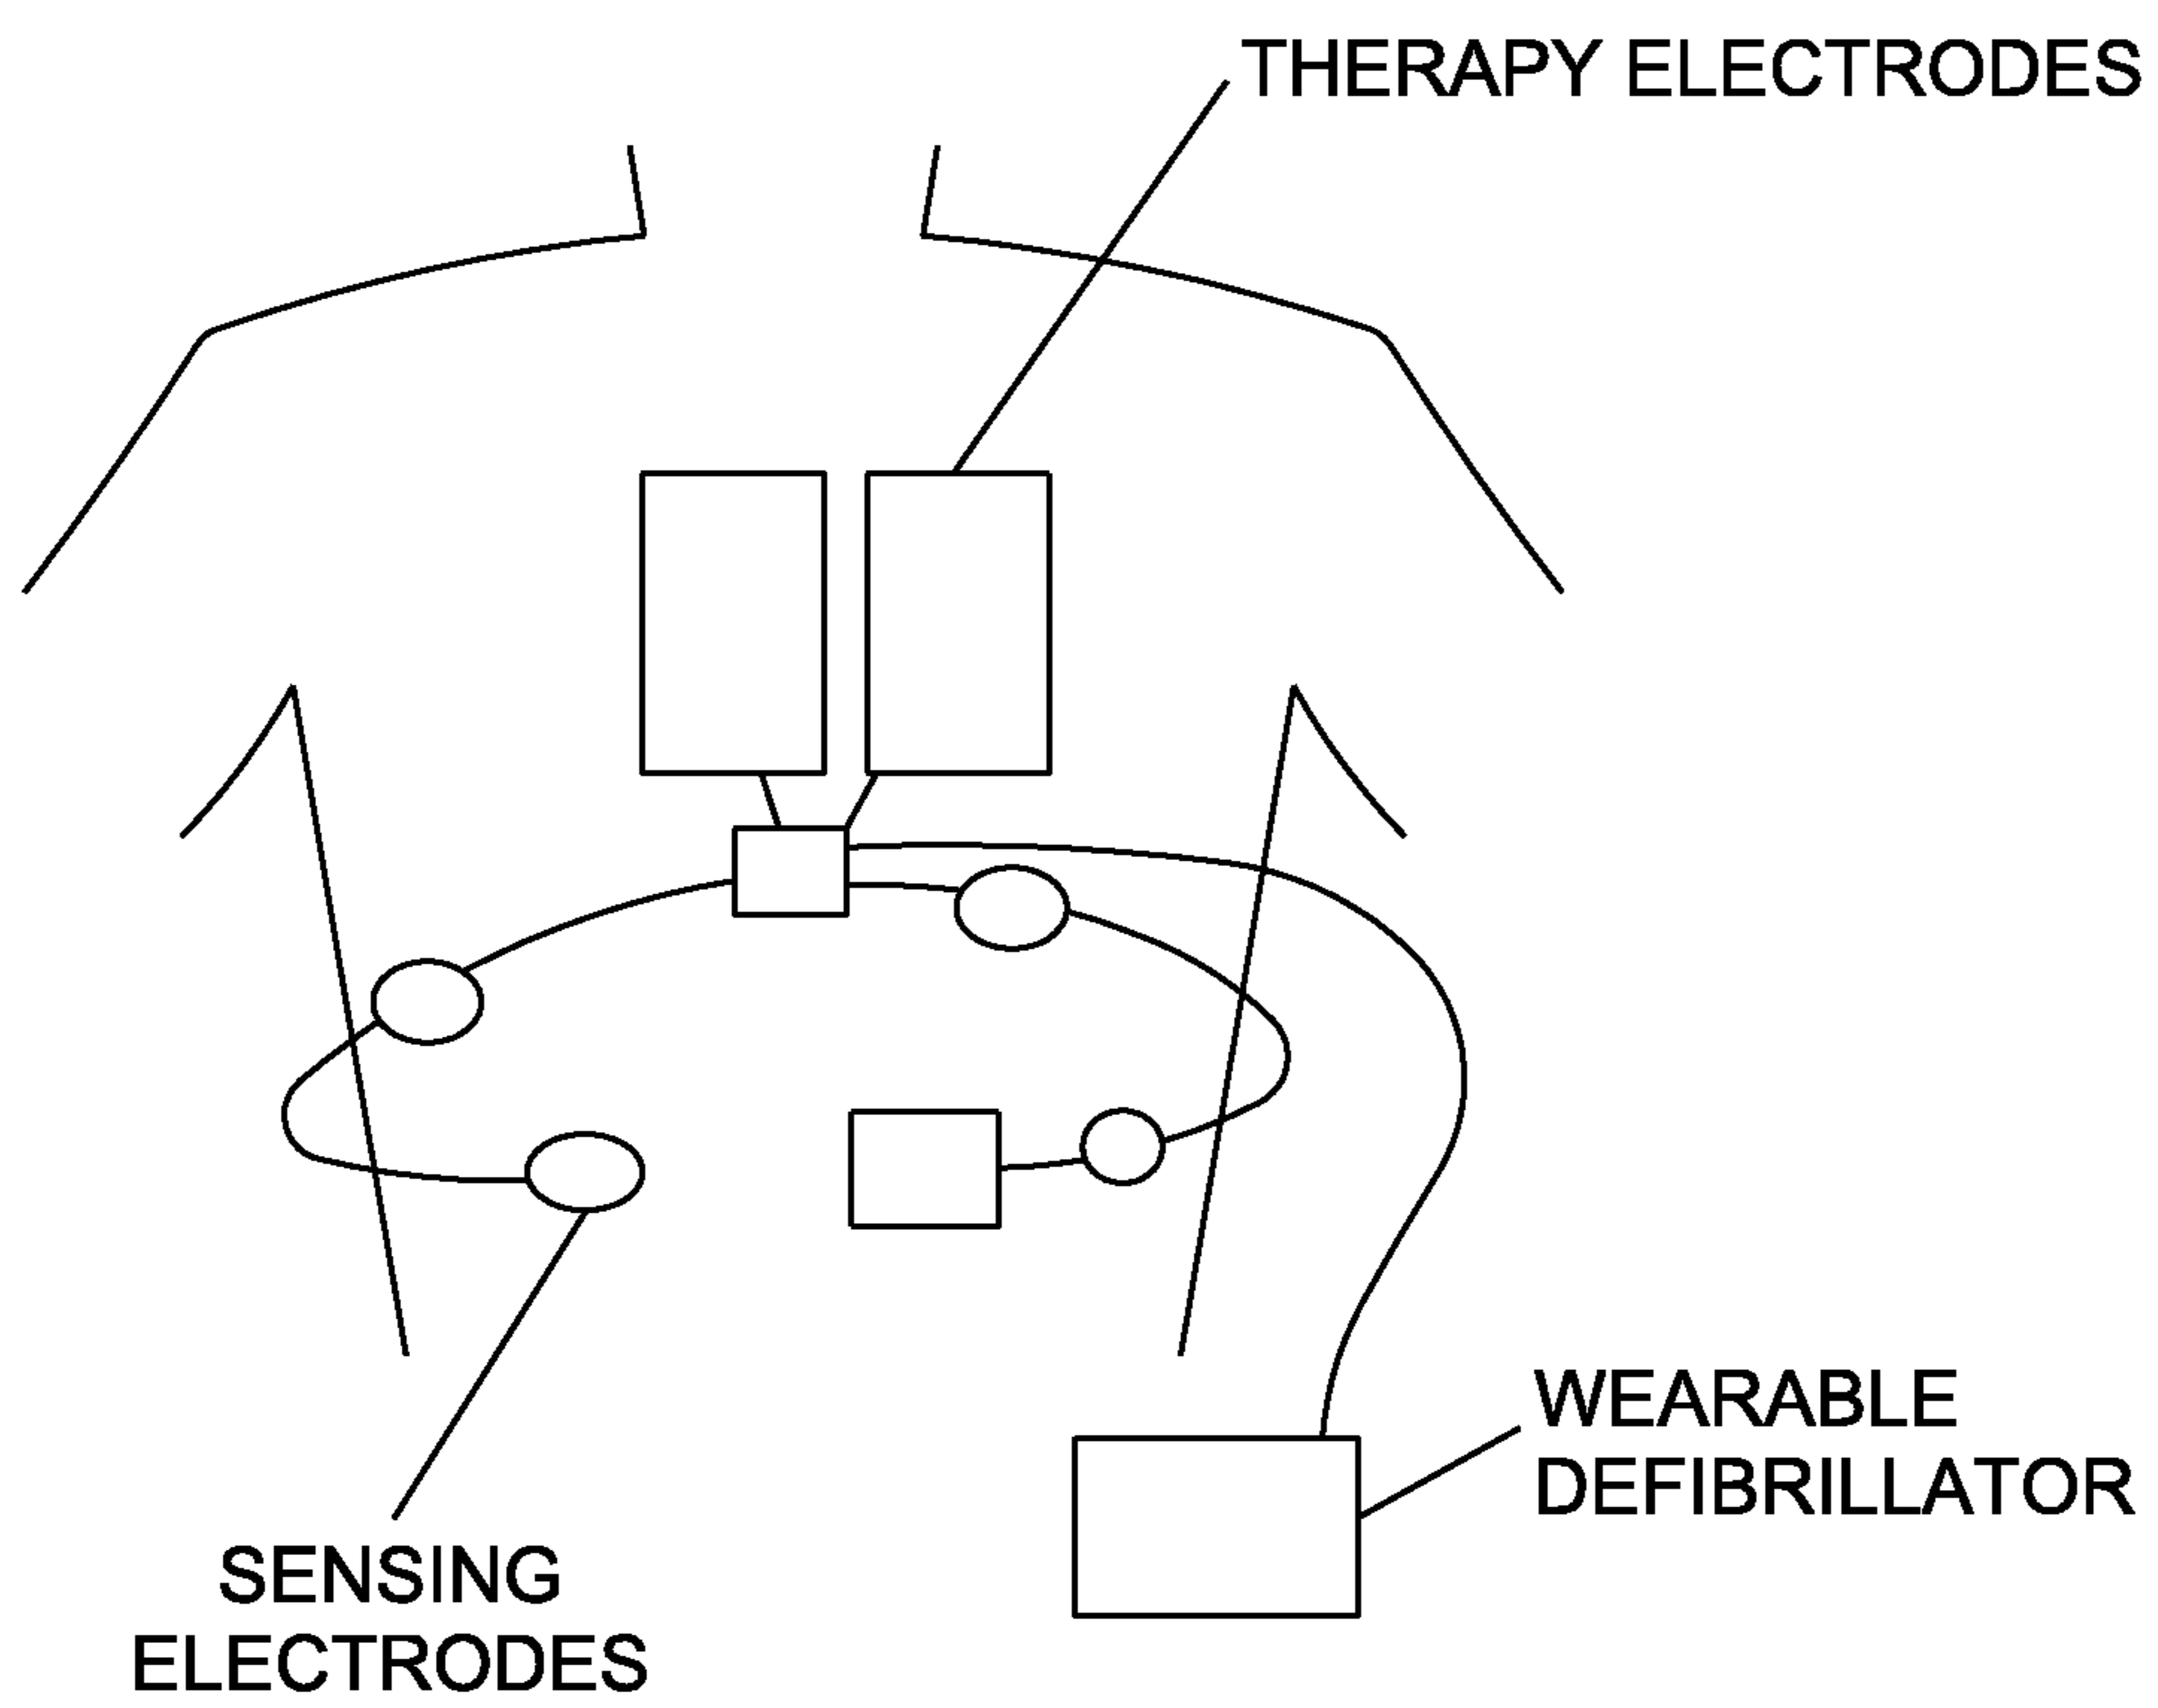 THERAPY ELECTRODES
WEARABLE
DEFIBRILLATOR
SENSING
ELECTRODES